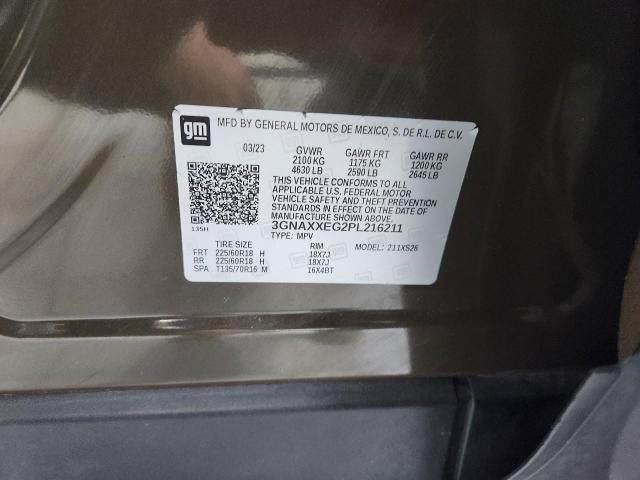 gm
MFD BY GENERAL MOTORS DE MEXICO, S. DE R.L. DE C.V.
03/23 GVWR GAWR FRT GAWR RR
2100 KG 1175 KG 1200 KG
4630 LB 2590 LB 2645 LB
THIS VEHICLE CONFORMS TO ALL
APPLICABLE U.S. FEDERAL MOTOR
VEHICLE SAFETY AND THEFT PREVENTION
STANDARDS IN EFFECT ON THE DATE OF
MANUFACTURE SHOWN ABOVE.
3GNAXXEG2PL216211
135H TYPE: MPV
TIRE SIZE RIM MODEL: 211XS26
FRT 225/60R18 H 18X7J
RR 225/60R18 H 18X7J
SPA T135/70R16 M 16X4BT